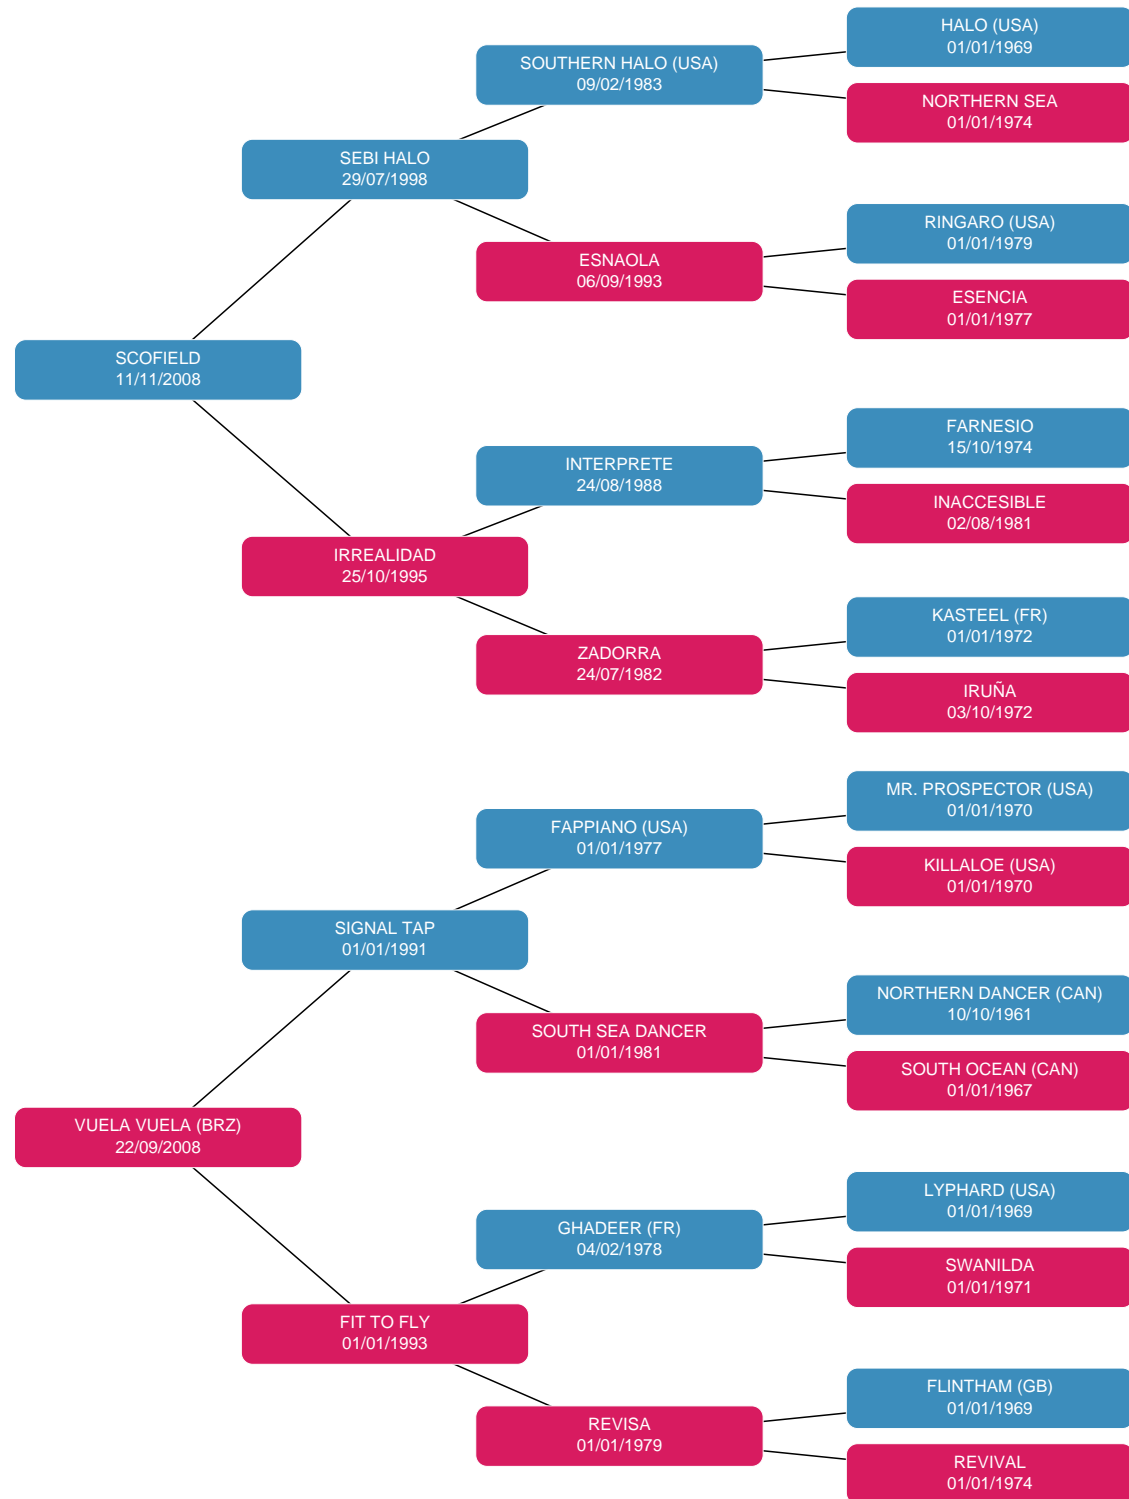 HALO (USA)
01/01/1969
SOUTHERN HALO (USA)
09/02/1983
NORTHERN SEA
01/01/1974
SEBI HALO
29/07/1998
RINGARO (USA)
01/01/1979
ESNAOLA
06/09/1993
ESENCIA
01/01/1977
SCOFIELD
11/11/2008
FARNESIO
15/10/1974
INTERPRETE
24/08/1988
INACCESIBLE
02/08/1981
IRREALIDAD
25/10/1995
KASTEEL (FR)
01/01/1972
ZADORRA
24/07/1982
IRUÑA
03/10/1972
MR. PROSPECTOR (USA)
01/01/1970
FAPPIANO (USA)
01/01/1977
KILLALOE (USA)
01/01/1970
SIGNAL TAP
01/01/1991
NORTHERN DANCER (CAN)
10/10/1961
SOUTH SEA DANCER
01/01/1981
SOUTH OCEAN (CAN)
01/01/1967
VUELA VUELA (BRZ)
22/09/2008
LYPHARD (USA)
01/01/1969
GHADEER (FR)
04/02/1978
SWANILDA
01/01/1971
FIT TO FLY
01/01/1993
FLINTHAM (GB)
01/01/1969
REVISA
01/01/1979
REVIVAL
01/01/1974